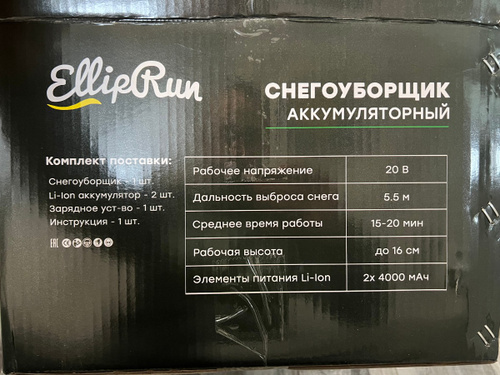 EllipRun
СНЕГОУБОРЩИК
АККУМУЛЯТОРНЫЙ
Комплект поставки:
Снегоуборщик - 1 шт.
Li-Ion аккумулятор - 2 шт.
Зарядное уст-во - 1 шт.
Инструкция - 1 шт.
Рабочее напряжение 20 В
Дальность выброса снега 5.5 м
Среднее время работы 15-20 мин
Рабочая высота до 16 см
Элементы питания Li-Ion 2x 4000 мАч